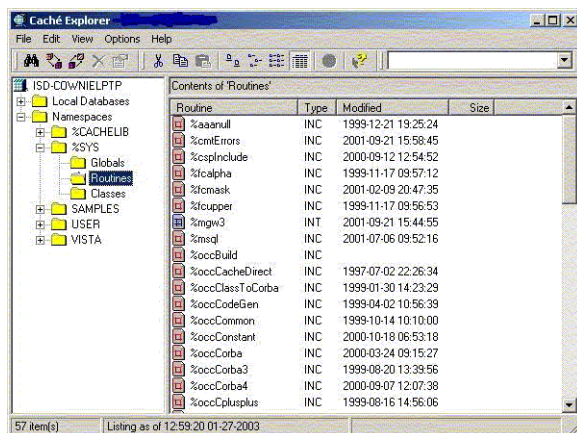 Caché Explorer
File Edit View Options Help
ISD-COWNIELPTP
Local Databases
Namespaces
%CACHELIB
%SYS
Globals
Routines
Classes
SAMPLES
USER
VISTA
Contents of 'Routines'
Routine Type Modified Size
%aaanull INC 1999-12-21 19:25:24
%cmtErrors INC 2001-09-21 15:58:45
%cspInclude INC 2000-09-12 12:54:52
%fcalpha INC 1999-11-17 09:57:12
%fcmask INC 2001-02-09 20:47:35
%fcupper INC 1999-11-17 09:56:53
%mgw3 INT 2001-09-21 15:44:55
%msql INC 2001-07-06 09:52:16
%occBuild INC
%occCacheDirect INC 1997-07-02 22:26:34
%occClassToCorba INC 1999-01-30 14:23:29
%occCodeGen INC 1999-04-02 10:56:39
%occCommon INC 1999-10-14 10:10:00
%occConstant INC 2000-10-18 06:53:18
%occCorba INC 2000-03-24 09:15:27
%occCorba3 INC 1999-08-20 13:39:56
%occCorba4 INC 2000-09-07 12:07:38
%occCplusplus INC 1999-08-16 14:56:06
57 item(s) Listing as of 12:59:20 01-27-2003